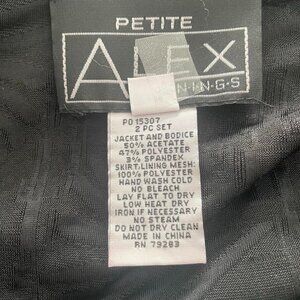 PETITE
ALEX
N·I·N·G·S
PO 15307
2 PC SET
JACKET AND BODICE
50% ACETATE
47% POLYESTER
3% SPANDEX
SKIRT.LINING MESH:
100% POLYESTER
HAND WASH COLD
NO BLEACH
LAY FLAT TO DRY
LOW HEAT DRY
IRON IF NECESSARY
NO STEAM
DO NOT DRY CLEAN
MADE IN CHINA
RN 79283